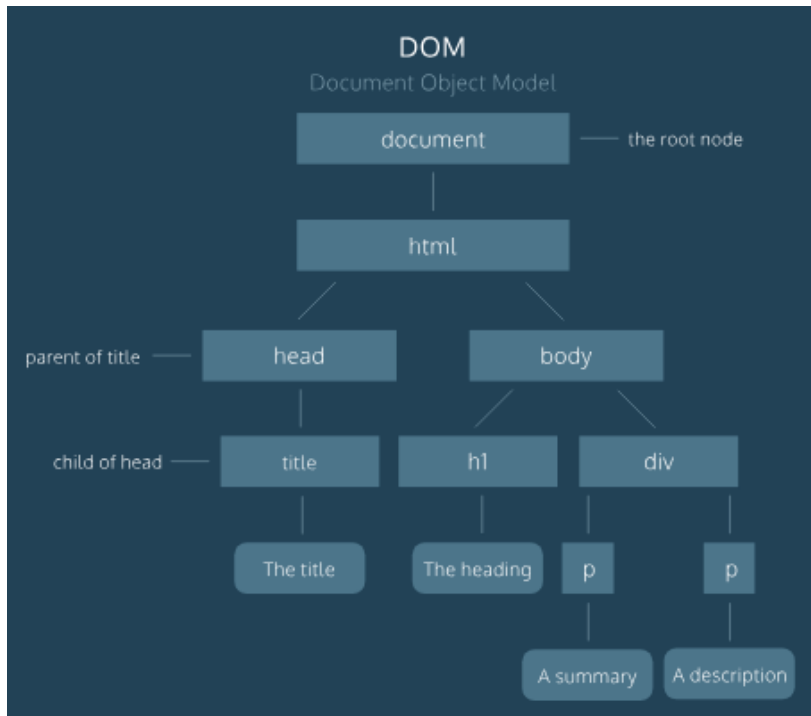 DOM
Document Object Model
document
the root node
html
parent of title
head
body
child of head
title
h1
div
The title
The heading
p
p
A summary
A description